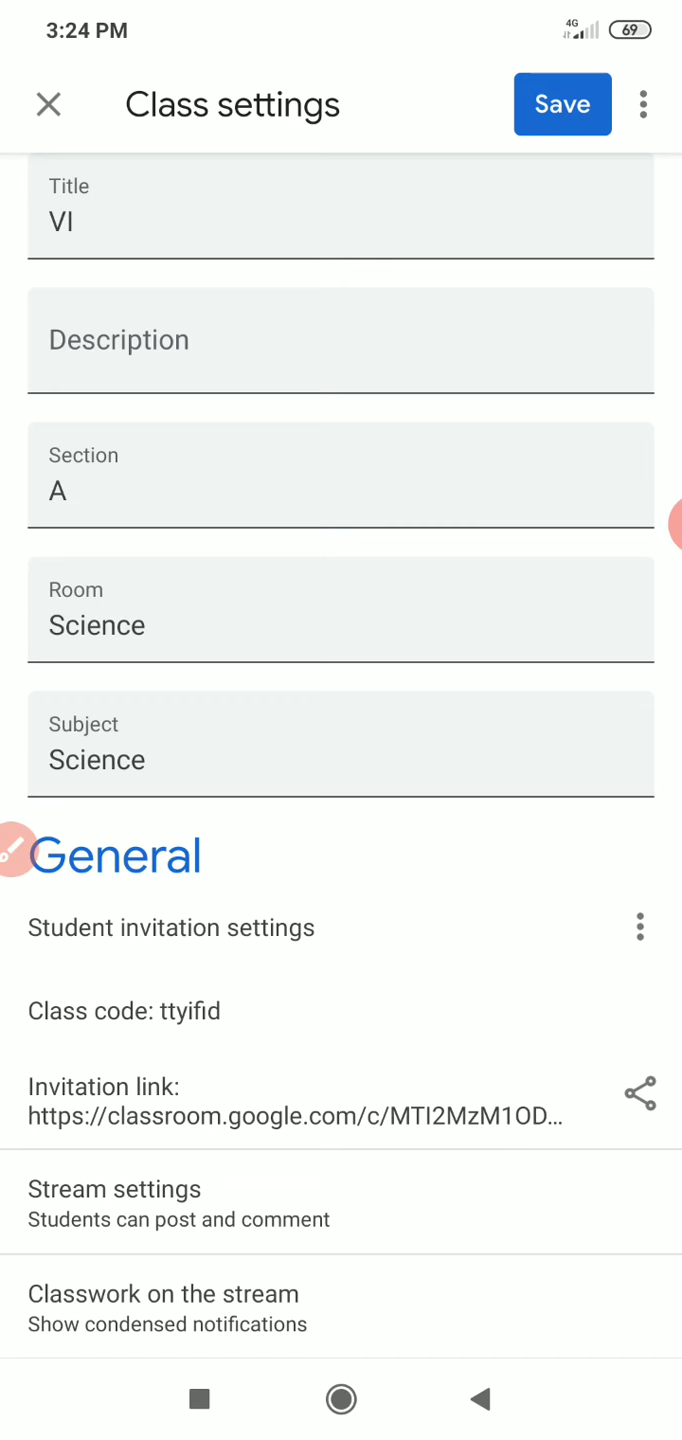 3:24 PM
4G
69
Class settings
Save
Title
VI
Description
Section
A
Room
Science
Subject
Science
General
Student invitation settings
Class code: ttyifid
Invitation link:
https://classroom.google.com/c/MTI2MzM1OD...
Stream settings
Students can post and comment
Classwork on the stream
Show condensed notifications